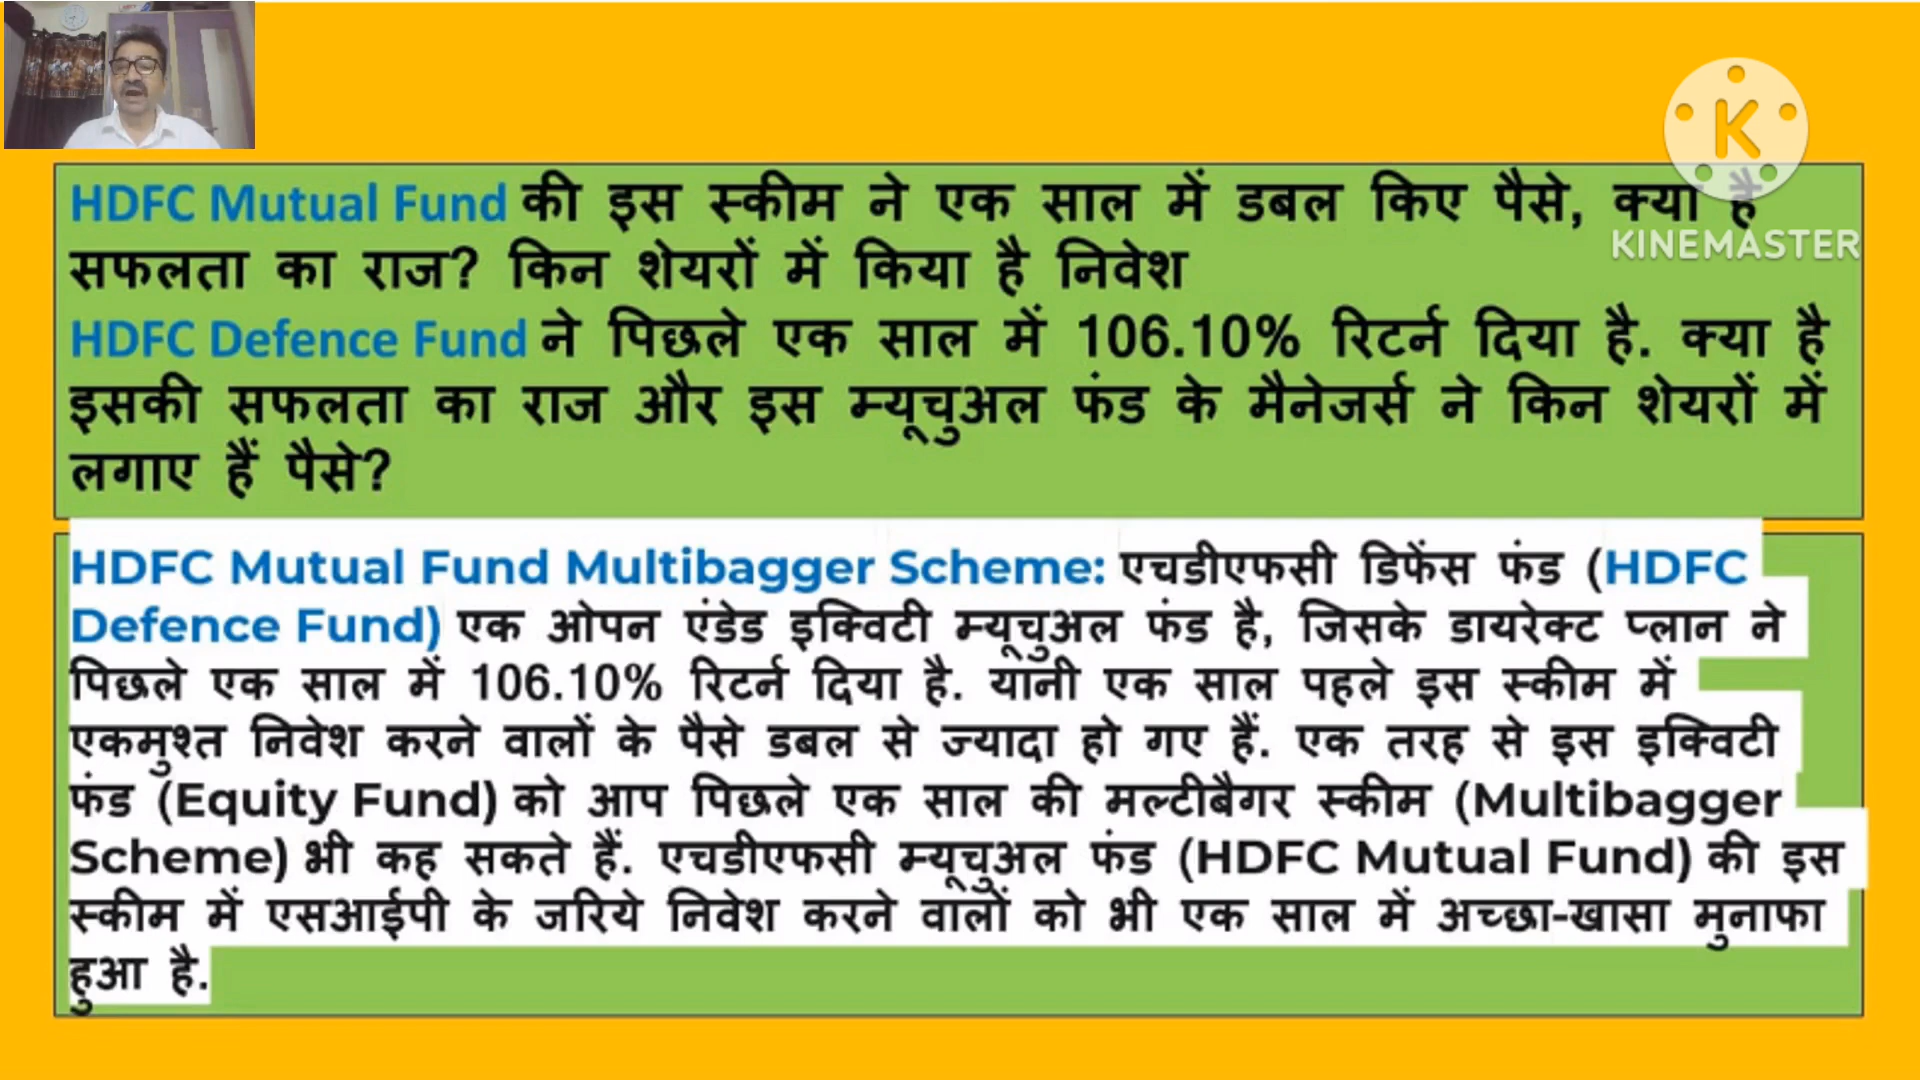 HDFC Mutual Fund की इस स्कीम ने एक साल में डबल किए पैसे, क्या है
सफलता का राज? किन शेयरों में किया है निवेश
HDFC Defence Fund ने पिछले एक साल में 106.10% रिटर्न दिया है. क्या है
इसकी सफलता का राज और इस म्यूचुअल फंड के मैनेजर्स ने किन शेयरों में
लगाए हैं पैसे?
K
KINEMASTER
HDFC Mutual Fund Multibagger Scheme: एचडीएफसी डिफेंस फंड (HDFC
Defence Fund) एक ओपन एंडेड इक्विटी म्यूचुअल फंड है, जिसके डायरेक्ट प्लान ने
पिछले एक साल में 106.10% रिटर्न दिया है. यानी एक साल पहले इस स्कीम में
एकमुश्त निवेश करने वालों के पैसे डबल से ज्यादा हो गए हैं. एक तरह से इस इक्विटी
फंड (Equity Fund) को आप पिछले एक साल की मल्टीबैगर स्कीम (Multibagger
Scheme) भी कह सकते हैं. एचडीएफसी म्यूचुअल फंड (HDFC Mutual Fund) की इस
स्कीम में एसआईपी के जरिये निवेश करने वालों को भी एक साल में अच्छा-खासा मुनाफा
हुआ है.